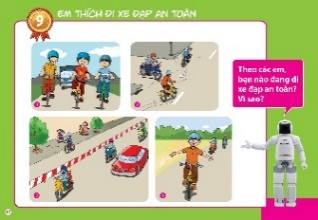 9
EM THÍCH ĐI XE ĐẠP AN TOÀN
Theo các em,
bạn nào đang đi
xe đạp an toàn?
Vì sao?